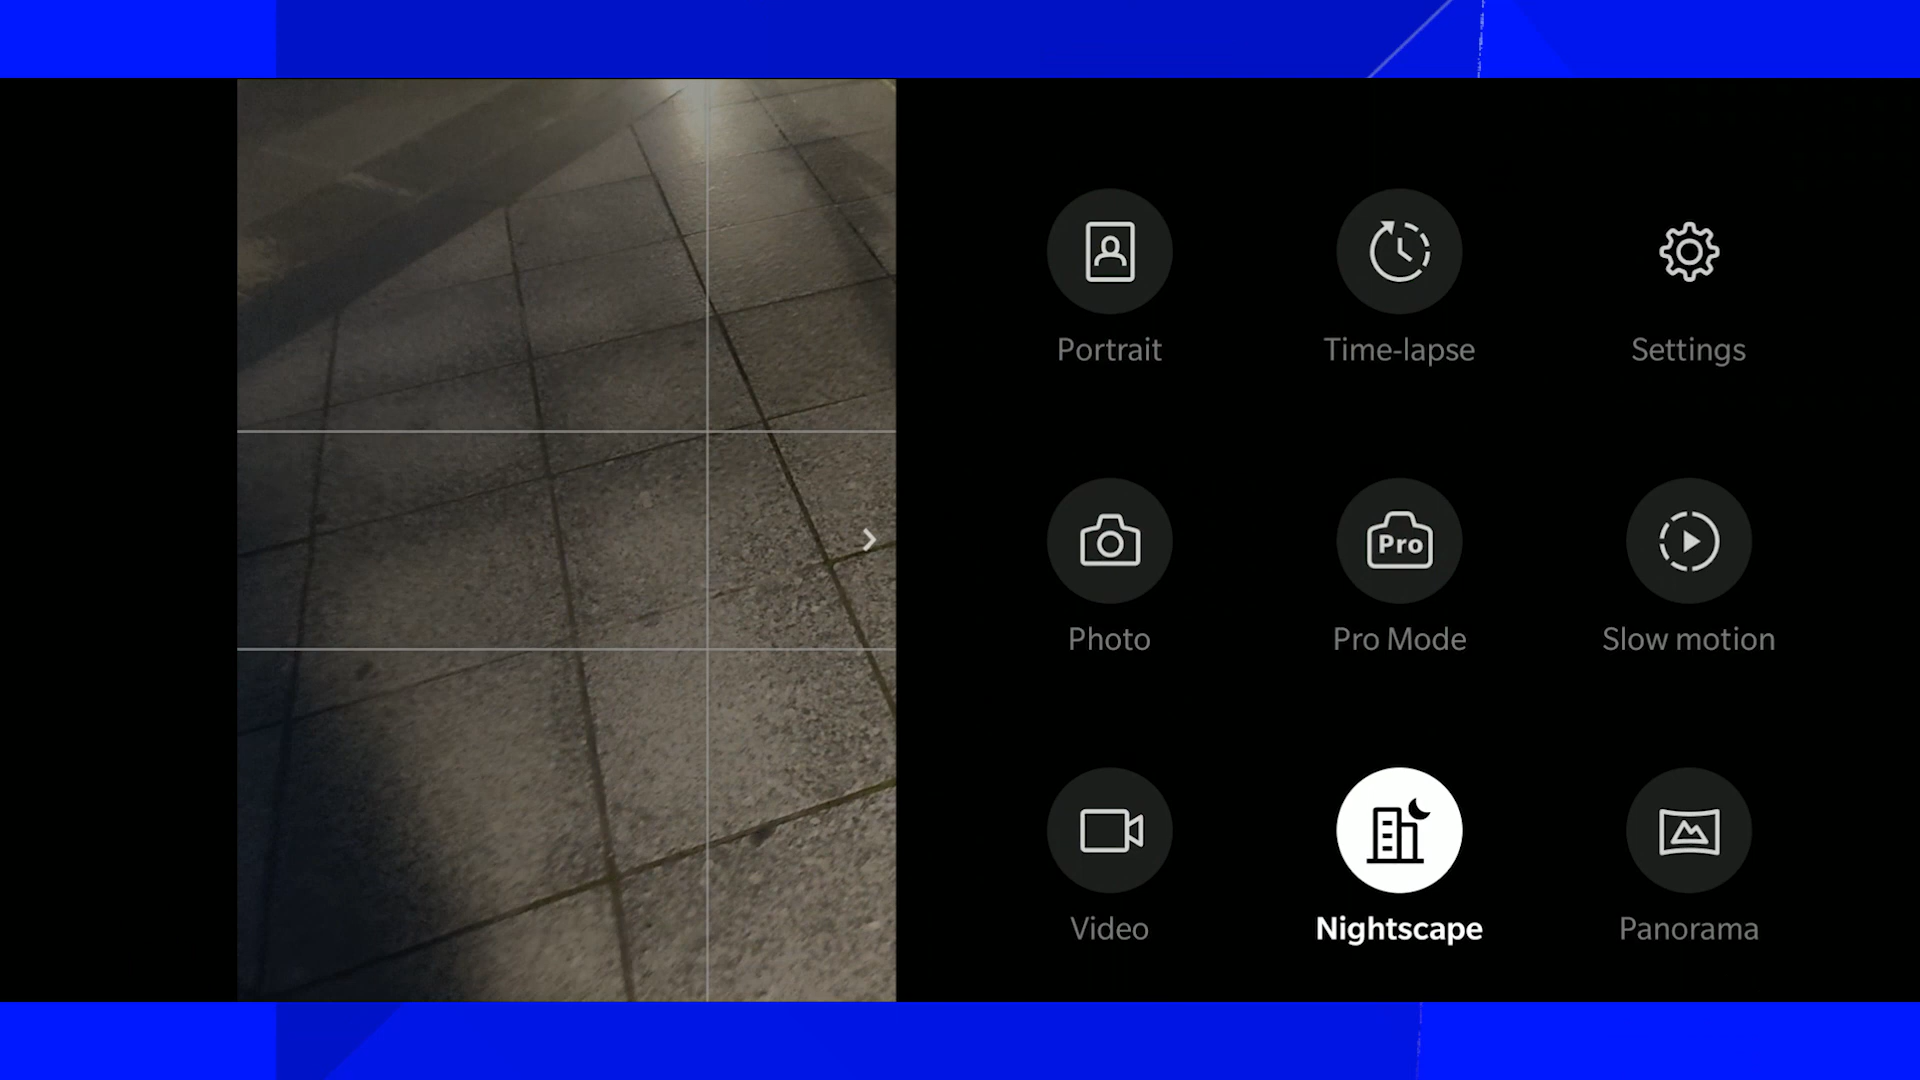 Portrait
Time-lapse
Settings
Photo
Pro
Pro Mode
Slow motion
Video
Nightscape
Panorama